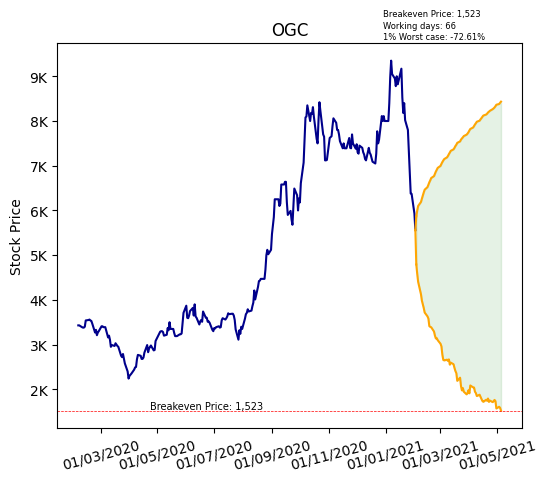 Breakeven Price: 1,523
Working days: 66
1% Worst case: -72.61%
OGC
Stock Price
9K
8K
7K
6K
5K
4K
3K
2K
Breakeven Price: 1,523
01/03/2020
01/05/2020
01/07/2020
01/09/2020
01/11/2020
01/01/2021
01/03/2021
01/05/2021